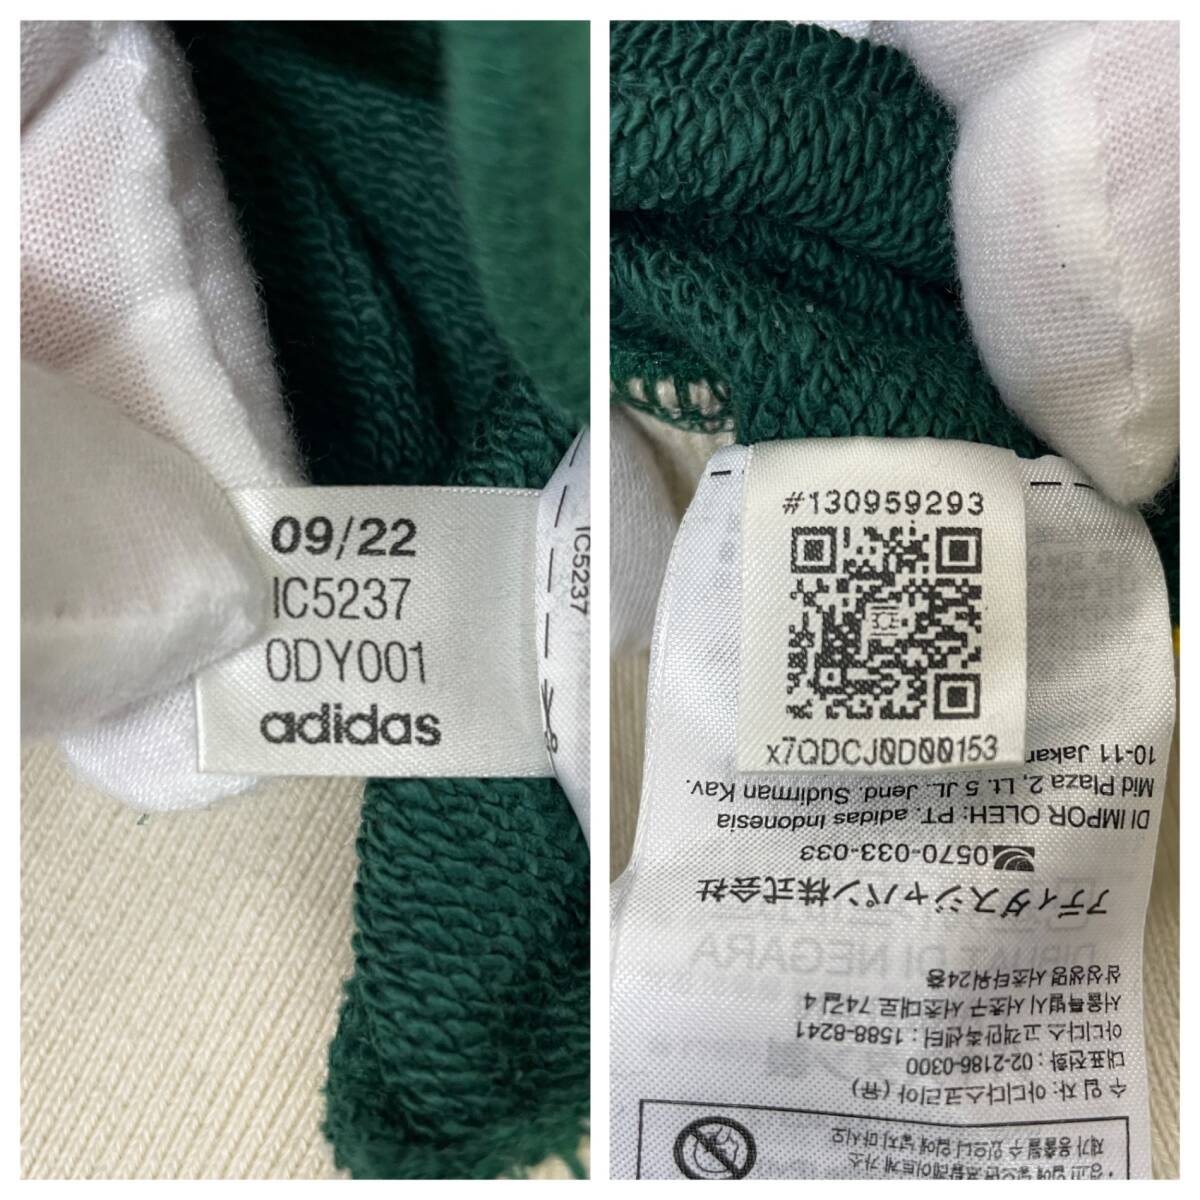 09/22
IC5237
0DY001
adidas
IC5237
#130959293
x7QDCJ0D00153
10-11 Jakar
Mid Plaza 2, Lt. 5 JL. Jend. Sudirman Kav.
DI IMPOR OLEH: PT. adidas Indonesia
0570-033-033
アディダスジャパン株式会社
DIBUAT DI NEGARA
삼성생명 서초타워24층
서울특별시 서초구 서초대로 74길 4
아디다스 고객만족센터 : 1588-8241
대표전화 : 02-2186-0300
수 입 자: 아디다스코리아 (유)